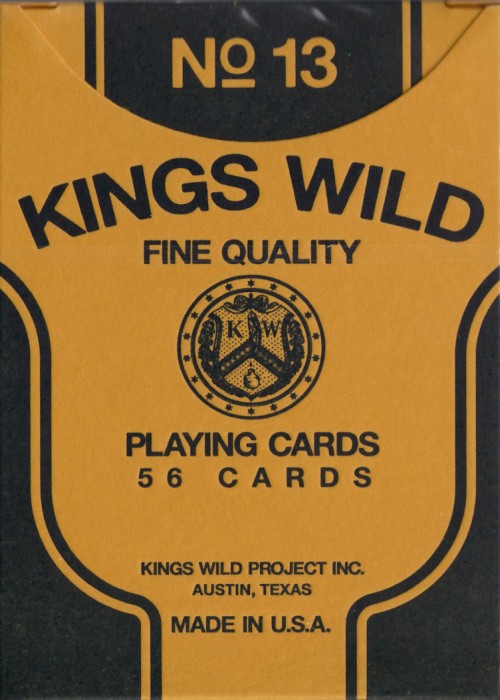 No 13
KINGS WILD
FINE QUALITY
K W
PLAYING CARDS
56 CARDS
KINGS WILD PROJECT INC.
AUSTIN, TEXAS
MADE IN U.S.A.